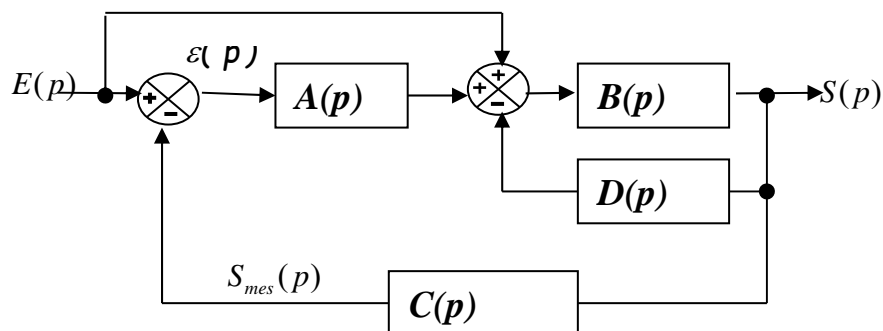 ε(p)
E(p)
+
-
A(p)
+
+
-
B(p)
S(p)
D(p)
S_mes(p)
C(p)